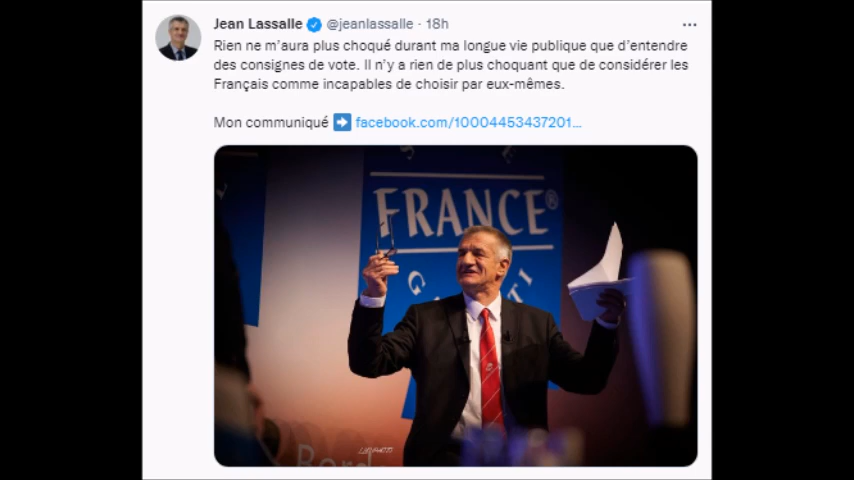 Jean Lassalle @jeanlassalle · 18h
Rien ne m’aura plus choqué durant ma longue vie publique que d’entendre
des consignes de vote. Il n’y a rien de plus choquant que de considérer les
Français comme incapables de choisir par eux-mêmes.
Mon communiqué ➡ facebook.com/10004453437201...
FRANCE®